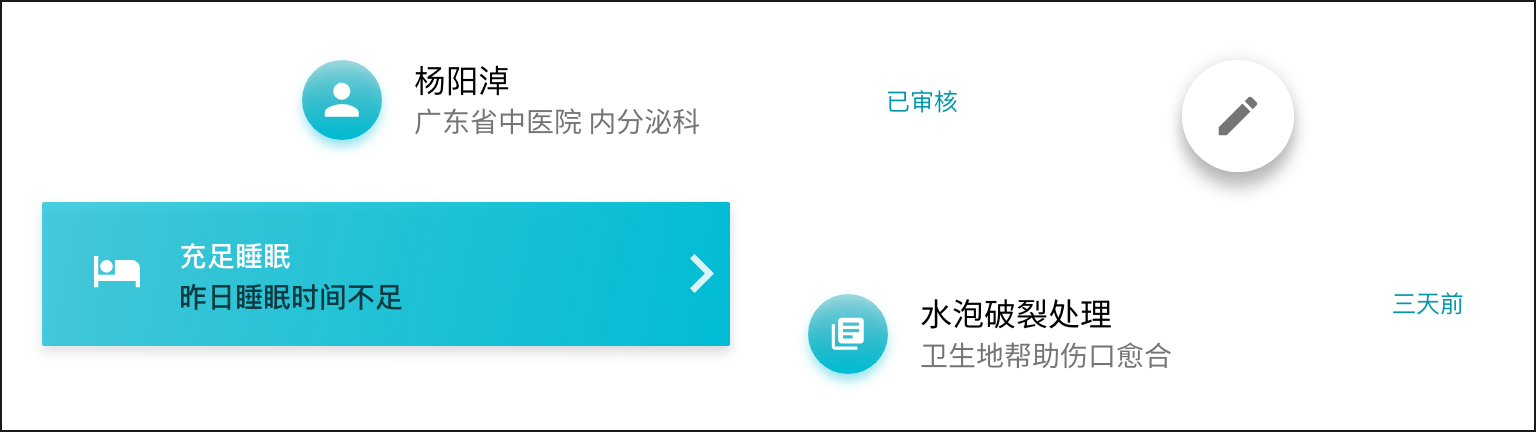 杨阳淖
广东省中医院 内分泌科
已审核
充足睡眠
昨日睡眠时间不足
水泡破裂处理
卫生地帮助伤口愈合
三天前